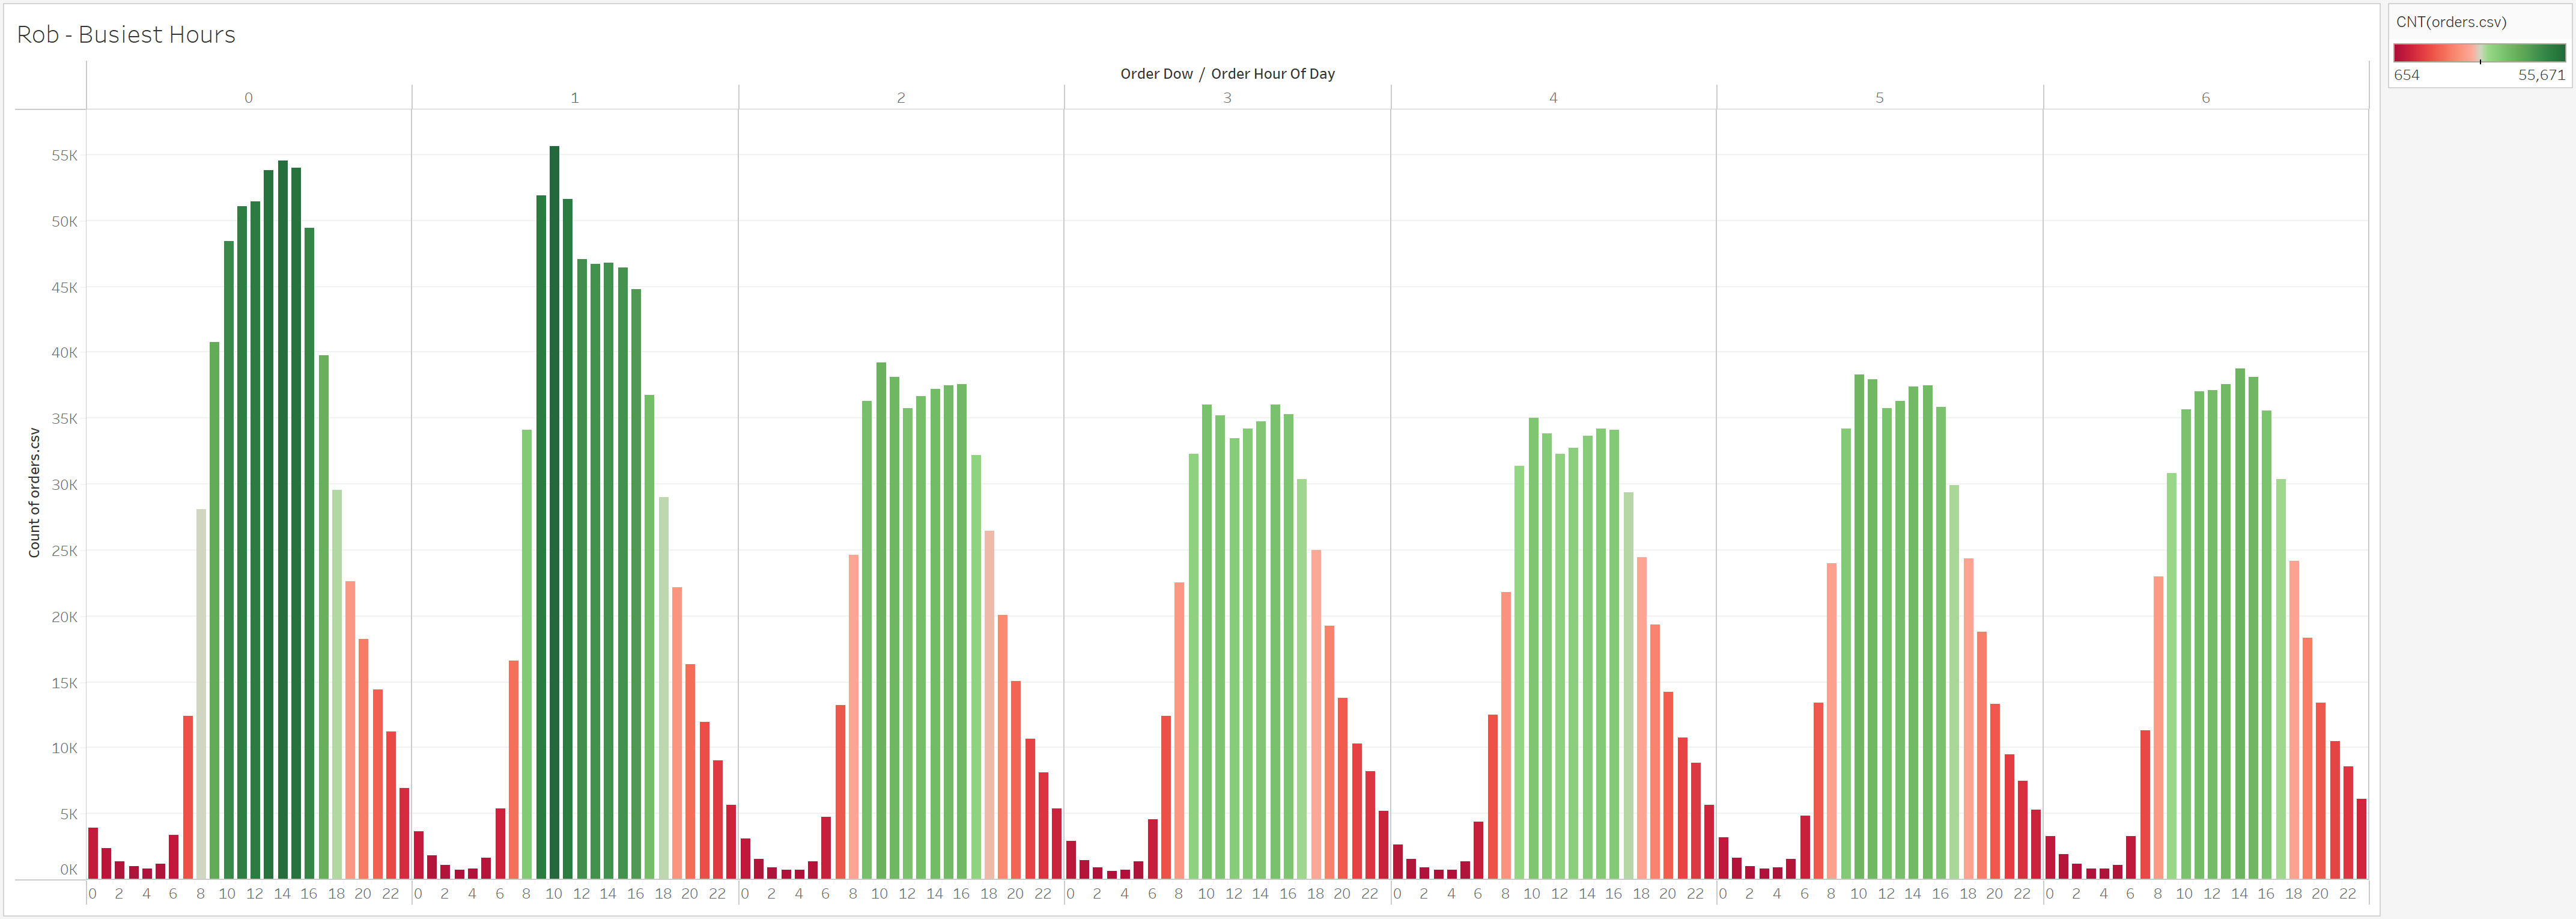 Rob - Busiest Hours
CNT(orders.csv)
654 55,671
Order Dow / Order Hour Of Day
0 1 2 3 4 5 6
55K
50K
45K
40K
35K
30K
25K
20K
15K
10K
5K
0K
Count of orders.csv
0 2 4 6 8 10 12 14 16 18 20 22 0 2 4 6 8 10 12 14 16 18 20 22 0 2 4 6 8 10 12 14 16 18 20 22 0 2 4 6 8 10 12 14 16 18 20 22 0 2 4 6 8 10 12 14 16 18 20 22 0 2 4 6 8 10 12 14 16 18 20 22 0 2 4 6 8 10 12 14 16 18 20 22